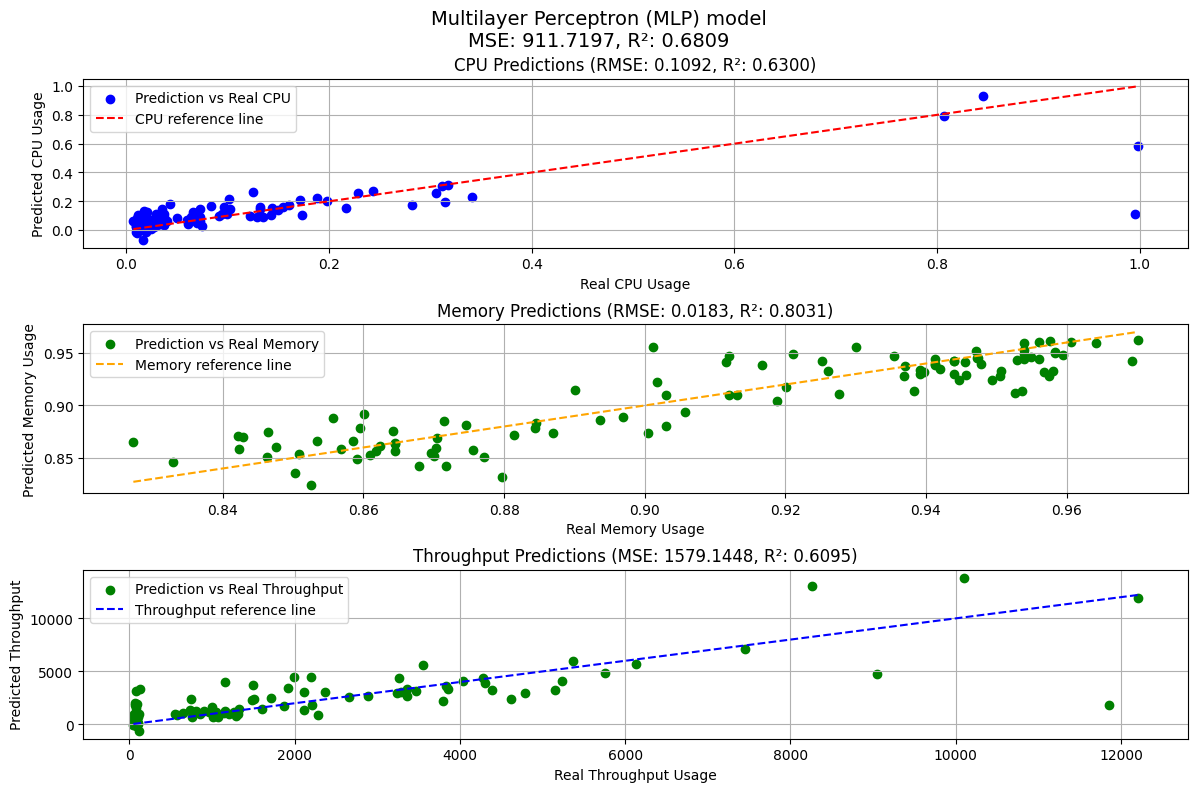 Multilayer Perceptron (MLP) model
MSE: 911.7197, R²: 0.6809
CPU Predictions (RMSE: 0.1092, R²: 0.6300)
Predicted CPU Usage
1.0
0.8
0.6
0.4
0.2
0.0
Prediction vs Real CPU
CPU reference line
0.0 0.2 0.4 0.6 0.8 1.0
Real CPU Usage
Memory Predictions (RMSE: 0.0183, R²: 0.8031)
Predicted Memory Usage
0.95
0.90
0.85
Prediction vs Real Memory
Memory reference line
0.84 0.86 0.88 0.90 0.92 0.94 0.96
Real Memory Usage
Throughput Predictions (MSE: 1579.1448, R²: 0.6095)
Predicted Throughput
10000
5000
0
Prediction vs Real Throughput
Throughput reference line
0 2000 4000 6000 8000 10000 12000
Real Throughput Usage